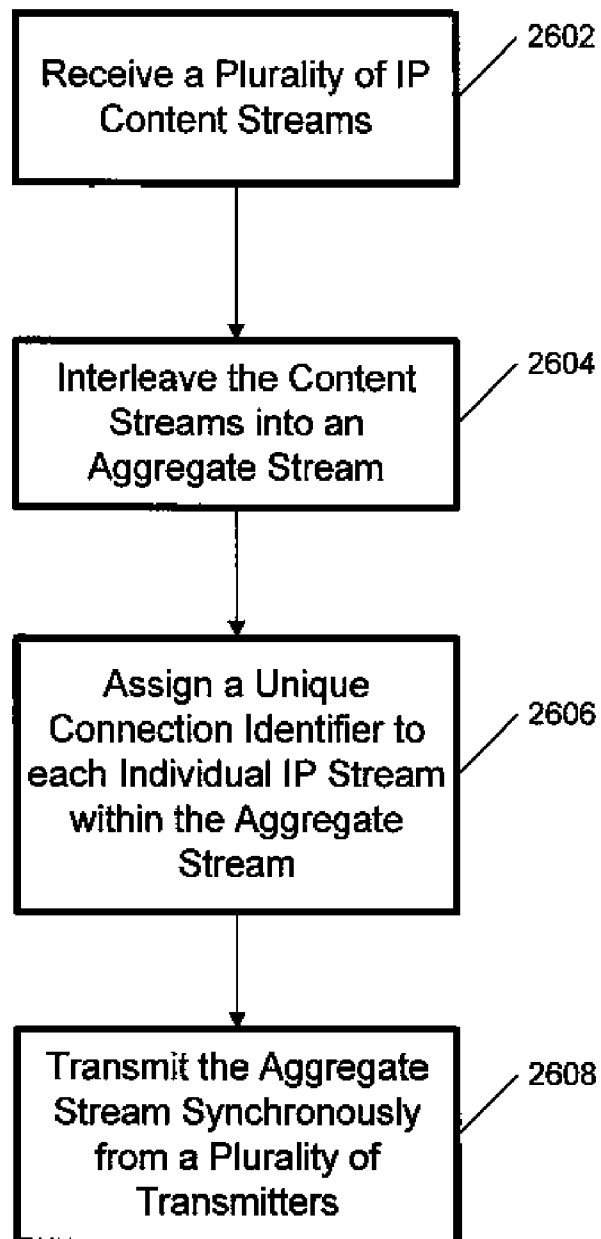 Receive a Plurality of IP
Content Streams
2602
Interleave the Content
Streams into an
Aggregate Stream
2604
Assign a Unique
Connection Identifier to
each Individual IP Stream
within the Aggregate
Stream
2606
Transmit the Aggregate
Stream Synchronously
from a Plurality of
Transmitters
2608